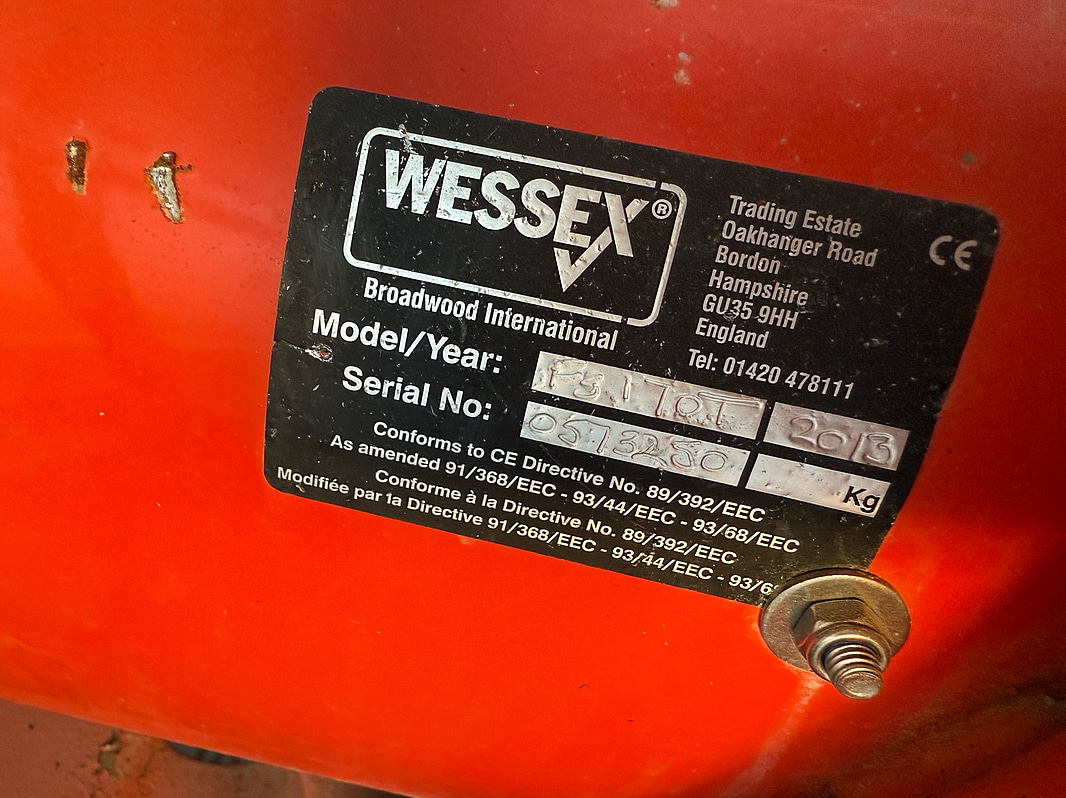 WESSEX®
Broadwood International
Trading Estate
Oakhanger Road
Bordon
Hampshire
GU35 9HH
England
Tel: 01420 478111
CE
Model/Year: 2013
Serial No: 0573250
Kg
Conforms to CE Directive No. 89/392/EEC
As amended 91/368/EEC - 93/44/EEC - 93/68/EEC
Conforme à la Directive No. 89/392/EEC
Modifiée par la Directive 91/368/EEC - 93/44/EEC - 93/6